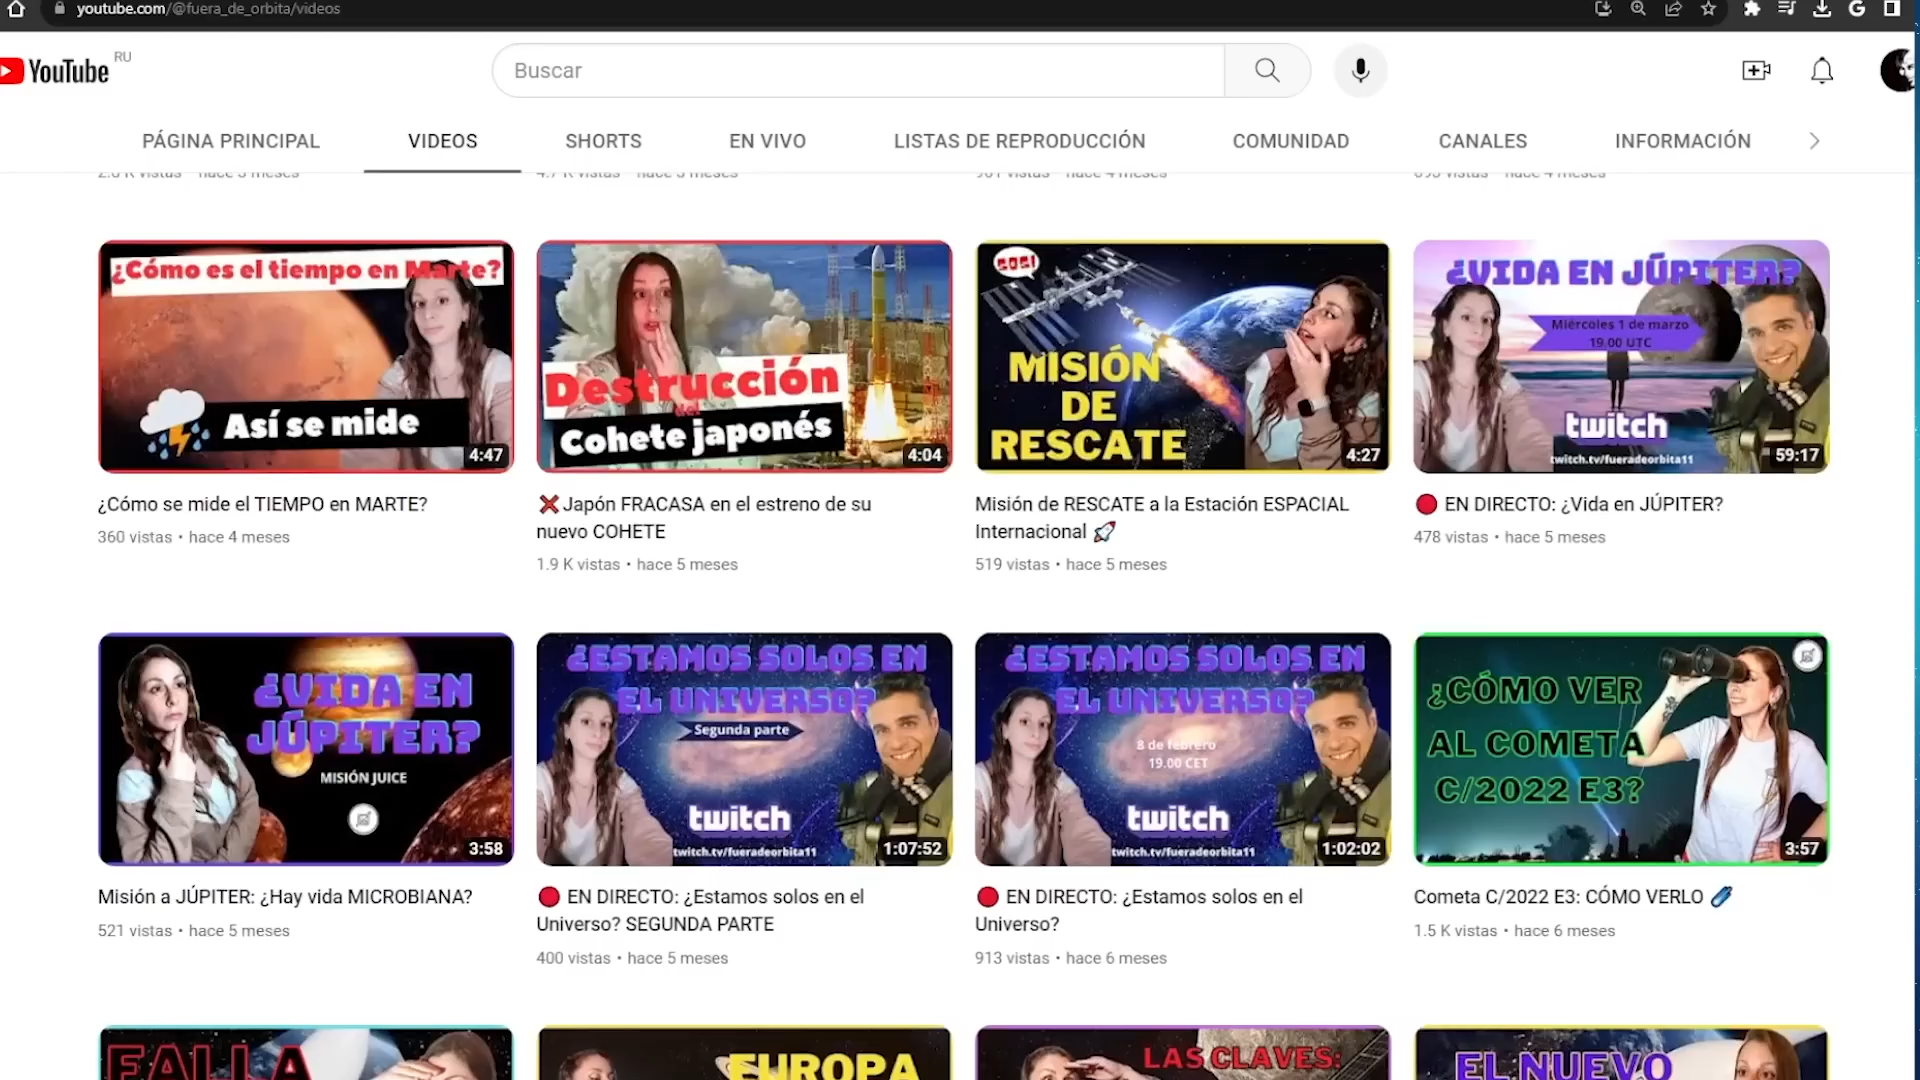 youtube.com/@fuera_de_orbita/videos
YouTube RU
Buscar
PÁGINA PRINCIPAL VIDEOS SHORTS EN VIVO LISTAS DE REPRODUCCIÓN COMUNIDAD CANALES INFORMACIÓN
¿Cómo es el tiempo en Marte?
Así se mide
4:47
Destrucción
del
Cohete japonés
4:04
SOS!
MISIÓN
DE
RESCATE
4:27
¿VIDA EN JÚPITER?
Miércoles 1 de marzo
19.00 UTC
twitch
twitch.tv/fueradeorbita11
59:17
¿Cómo se mide el TIEMPO en MARTE?
360 vistas • hace 4 meses
❌Japón FRACASA en el estreno de su
nuevo COHETE
1.9 K vistas • hace 5 meses
Misión de RESCATE a la Estación ESPACIAL
Internacional 🚀
519 vistas • hace 5 meses
🔴 EN DIRECTO: ¿Vida en JÚPITER?
478 vistas • hace 5 meses
¿VIDA EN
JÚPITER?
MISIÓN JUICE
3:58
¿ESTAMOS SOLOS EN
EL UNIVERSO?
Segunda parte
twitch
twitch.tv/fueradeorbita11
1:07:52
¿ESTAMOS SOLOS EN
EL UNIVERSO?
8 de febrero
19.00 CET
twitch
twitch.tv/fueradeorbita11
1:02:02
¿CÓMO VER
AL COMETA
C/2022 E3?
3:57
Misión a JÚPITER: ¿Hay vida MICROBIANA?
521 vistas • hace 5 meses
🔴 EN DIRECTO: ¿Estamos solos en el
Universo? SEGUNDA PARTE
400 vistas • hace 5 meses
🔴 EN DIRECTO: ¿Estamos solos en el
Universo?
913 vistas • hace 6 meses
Cometa C/2022 E3: CÓMO VERLO ☄️
1.5 K vistas • hace 6 meses
FALLA
EUROPA
LAS CLAVES:
EL NUEVO